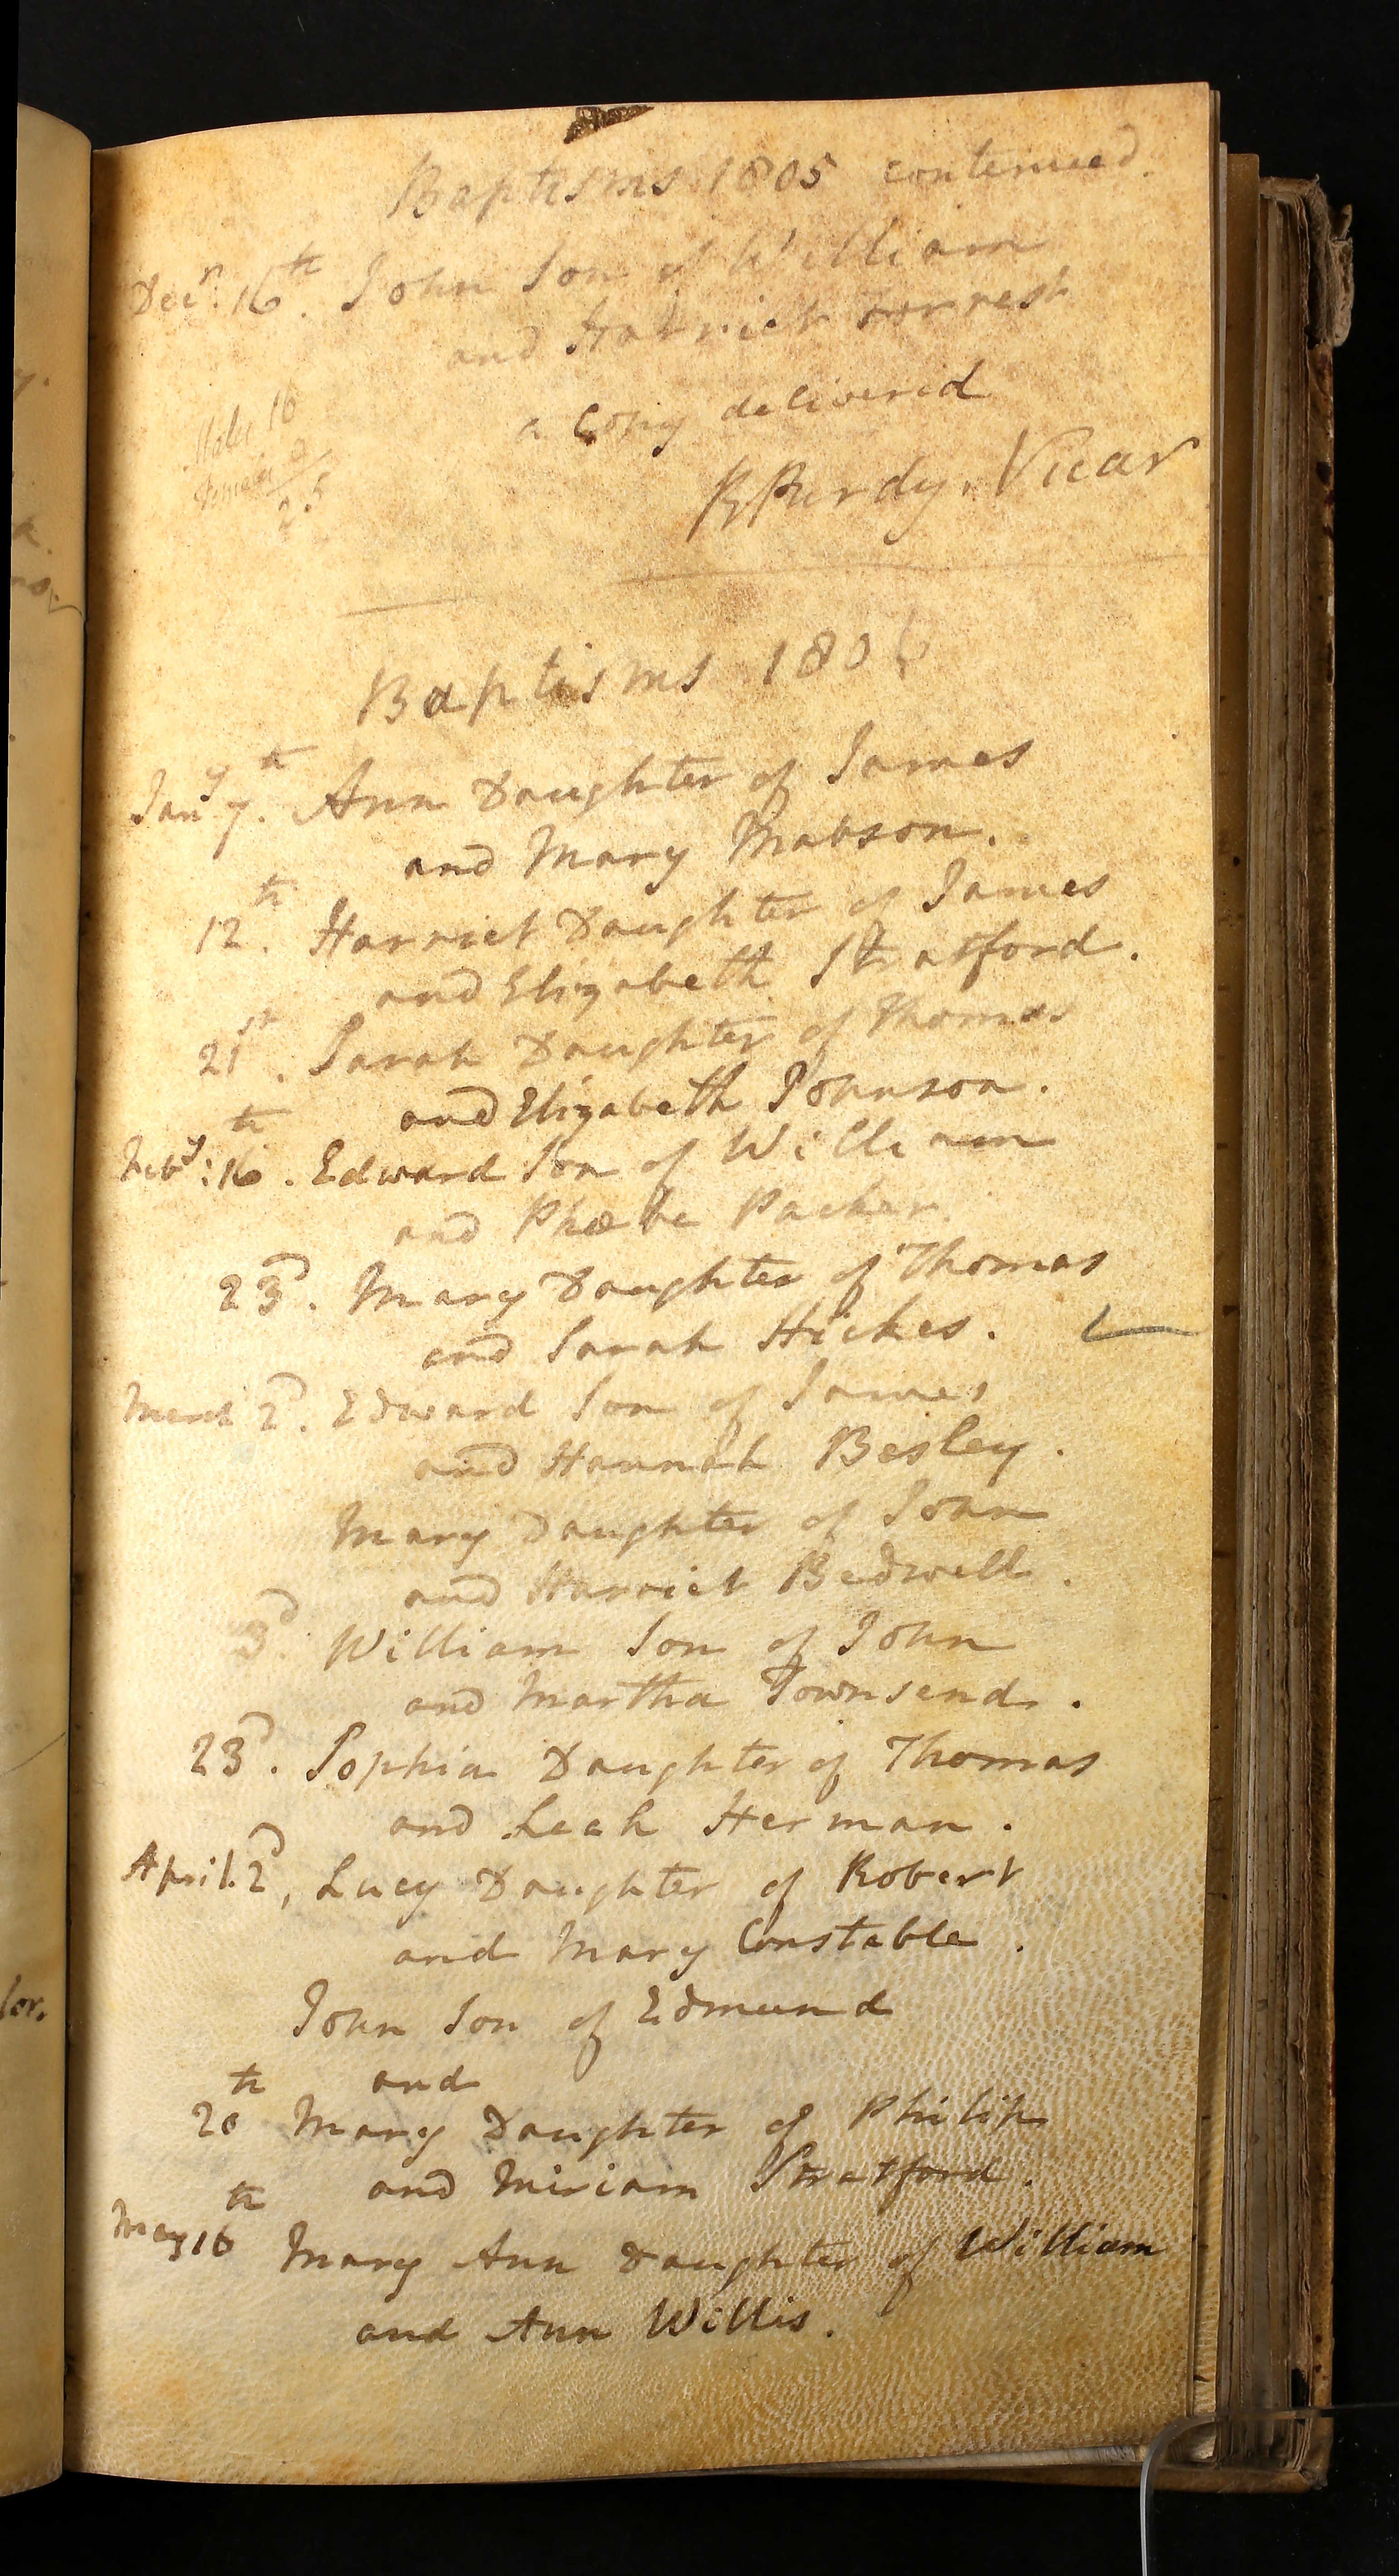 Baptisms 1805 contenued.
Decr. 16th. John Son of William
and Harriet Forrest
a Copy delivered
Males 16
Females 9
25
R Purdy. Vicar
Baptisms 1806
Jany 7th. Ann Daughter of James
and Mary Mabson.
12th. Harriet Daughter of James
and Elizabeth Stratford.
21st. Sarah Daughter of Thomas
and Elizabeth Johnson.
Feby: 16th. Edward Son of William
and Phœbe Packer.
23d. Mary Daughter of Thomas
and Sarah Hickes.
March 2d. Edward Son of James
and Hannah Besley.
Mary Daughter of John
and Harriet Bedwell.
3d. William Son of John
and Martha Townsend.
23d. Sophia Daughter of Thomas
and Leah Herman.
April. 2d, Lucy Daughter of Robert
and Mary Constable.
John Son of Edmund
and
20th Mary Daughter of Philip
and Miriam Stratford.
May 16th Mary Ann Daughter of William
and Ann Willis.